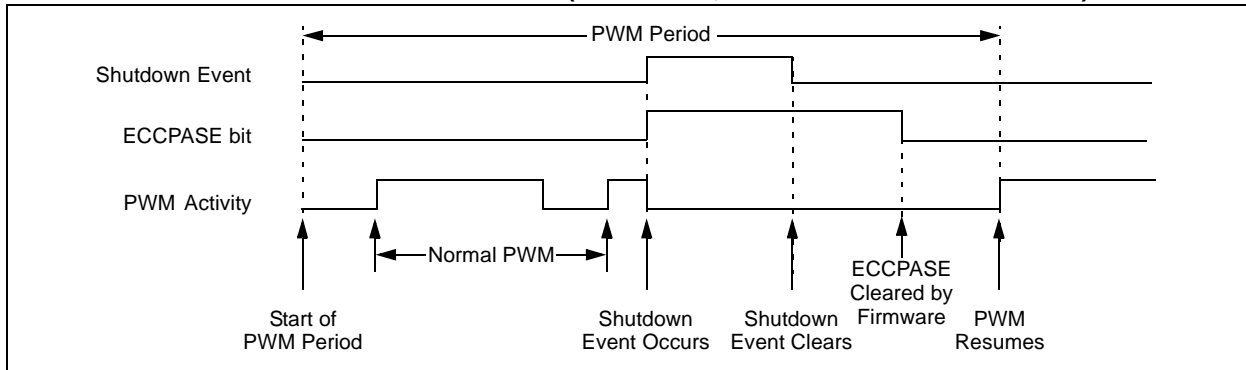 PWM Period
Shutdown Event
ECCPASE bit
PWM Activity
Normal PWM
Start of
PWM Period
Shutdown
Event Occurs
Shutdown
Event Clears
ECCPASE
Cleared by
Firmware
PWM
Resumes